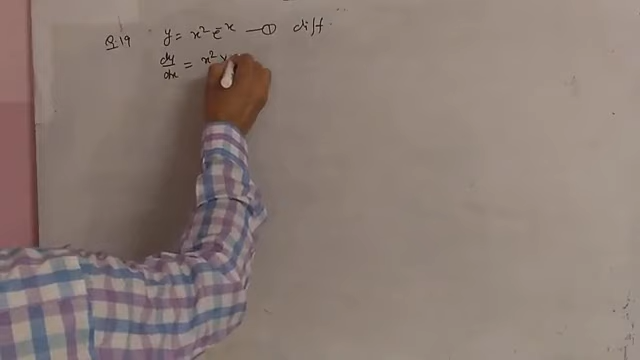 Q.19 y = x² e⁻ˣ —① diff.
dy/dx = x² x